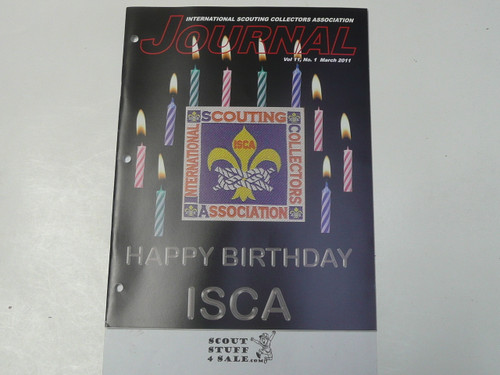 INTERNATIONAL SCOUTING COLLECTORS ASSOCIATION
JOURNAL
Vol 11, No. 1 March 2011
SCOUTING
INTERNATIONAL
ISCA
COLLECTORS
ASSOCIATION
HAPPY BIRTHDAY
ISCA
SCOUT
STUFF
4 SALE.com